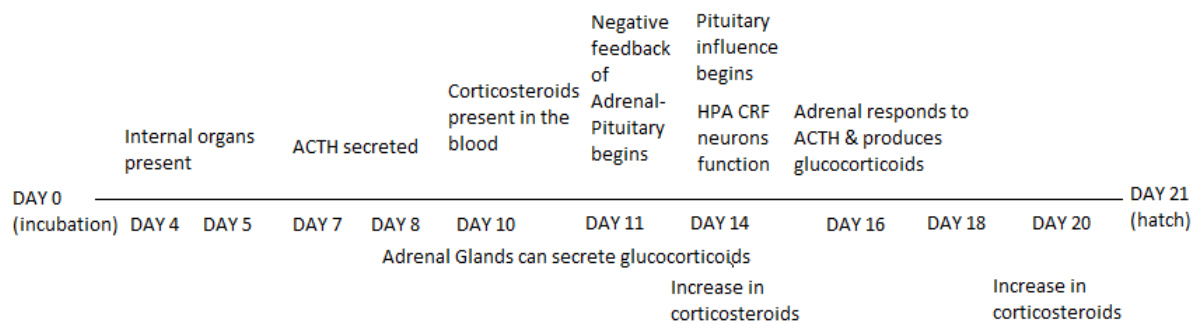 Negative
feedback
of
Adrenal-
Pituitary
begins
Pituitary
influence
begins
Corticosteroids
present in the
blood
HPA CRF
neurons
function
Adrenal responds to
ACTH & produces
glucocorticoids
Internal organs
present
ACTH secreted
DAY 0
(incubation)
DAY 4
DAY 5
DAY 7
DAY 8
DAY 10
DAY 11
DAY 14
DAY 16
DAY 18
DAY 20
DAY 21
(hatch)
Adrenal Glands can secrete glucocorticoids
Increase in
corticosteroids
Increase in
corticosteroids